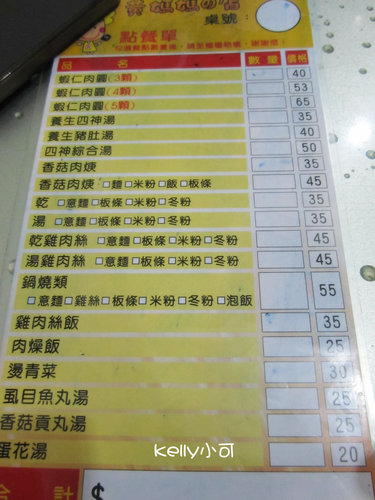 黃媽媽の店
桌號：
點餐單
品 名 數量 價格
蝦仁肉圓(3顆) 40
蝦仁肉圓(4顆) 53
蝦仁肉圓(5顆) 65
養生四神湯 35
養生豬肚湯 40
四神綜合湯 50
香菇肉焿 35
香菇肉焿 □麵□米粉□飯□板條 45
乾 □意麵□板條□米粉□冬粉 35
湯 □意麵□板條□米粉□冬粉 35
乾雞肉絲 □意麵□板條□米粉□冬粉 45
湯雞肉絲 □意麵□板條□米粉□冬粉 45
鍋燒類
□意麵□雞絲□板條□米粉□冬粉□泡飯 55
雞肉絲飯 35
肉燥飯 25
燙青菜 30
虱目魚丸湯 25
香菇貢丸湯 25
蛋花湯 20
計 $
kelly小可